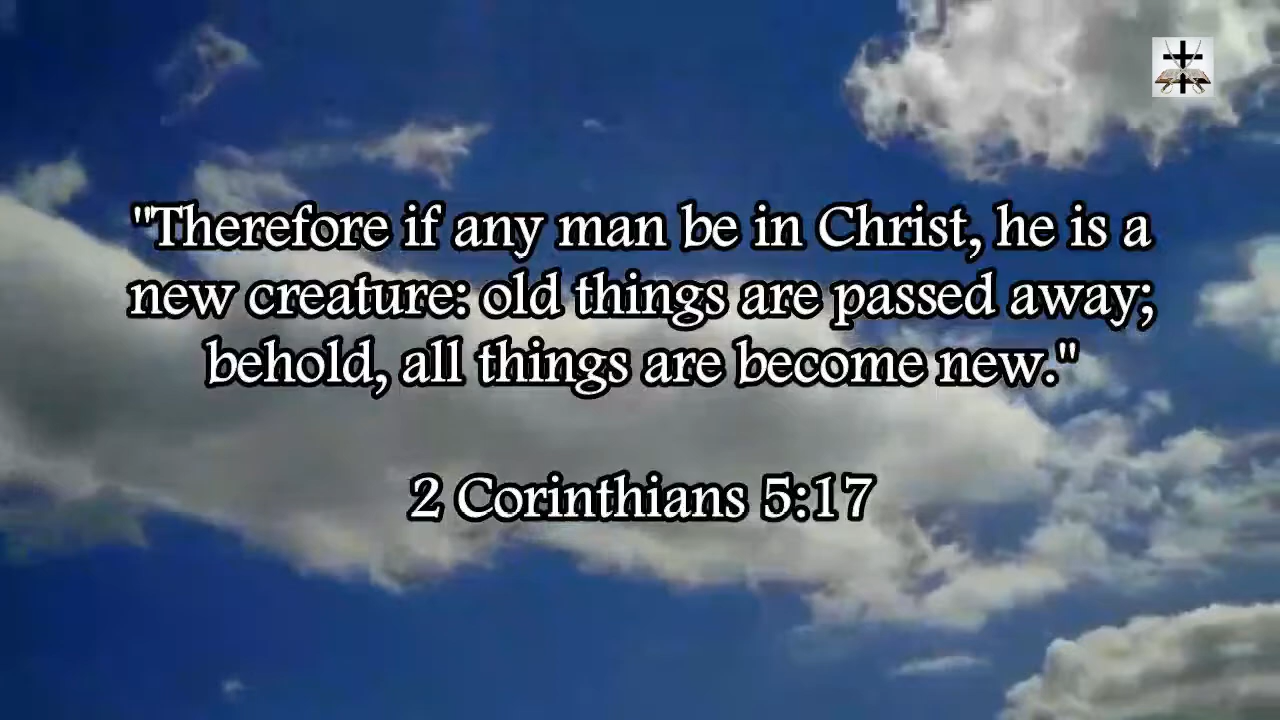 "Therefore if any man be in Christ, he is a
new creature: old things are passed away;
behold, all things are become new."
2 Corinthians 5:17